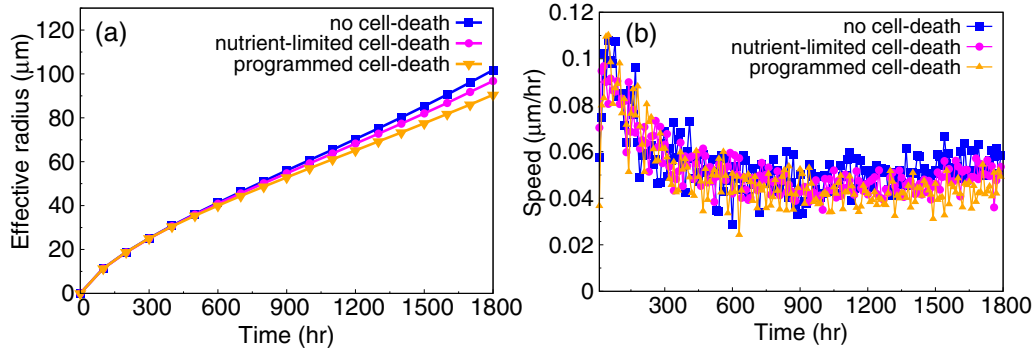 (a)
no cell-death
nutrient-limited cell-death
programmed cell-death
Effective radius (μm)
120
100
80
60
40
20
0
0 300 600 900 1200 1500 1800
Time (hr)
(b)
no cell-death
nutrient-limited cell-death
programmed cell-death
Speed (μm/hr)
0.12
0.1
0.08
0.06
0.04
0.02
0
300 600 900 1200 1500 1800
Time (hr)